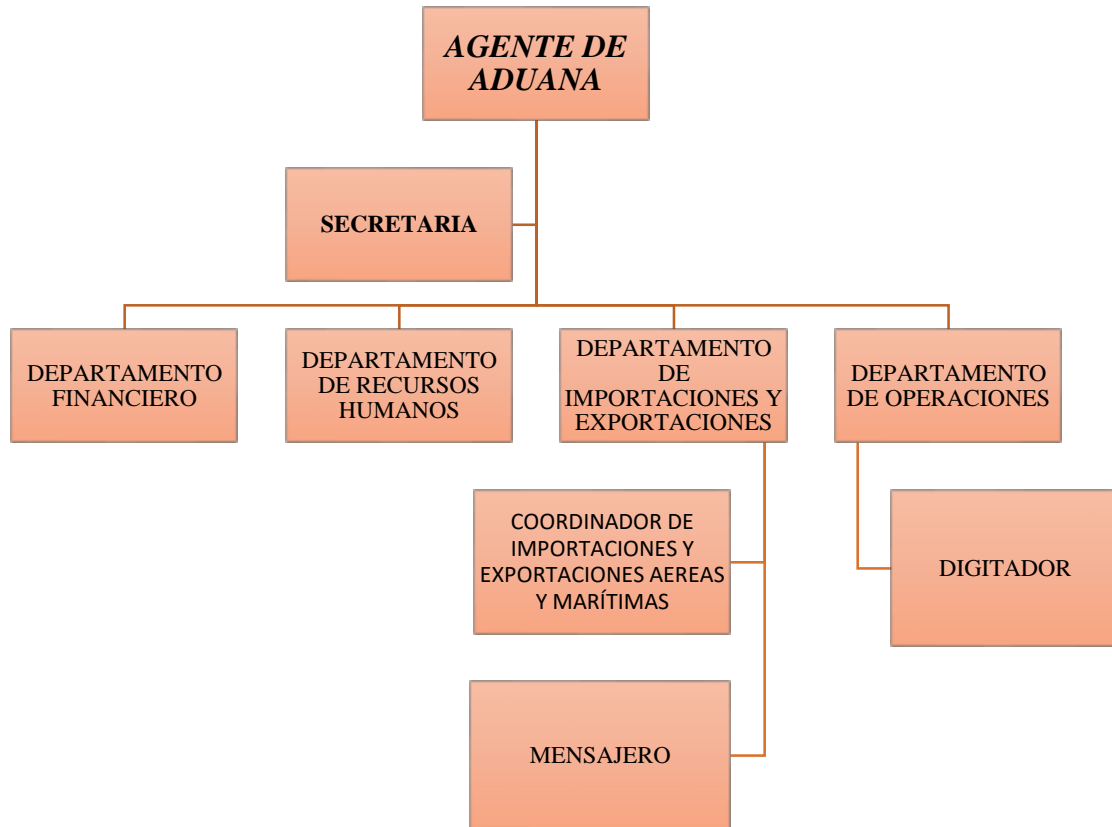 AGENTE DE
ADUANA
SECRETARIA
DEPARTAMENTO
FINANCIERO
DEPARTAMENTO
DE RECURSOS
HUMANOS
DEPARTAMENTO
DE
IMPORTACIONES Y
EXPORTACIONES
DEPARTAMENTO
DE OPERACIONES
COORDINADOR DE
IMPORTACIONES Y
EXPORTACIONES AEREAS
Y MARÍTIMAS
DIGITADOR
MENSAJERO